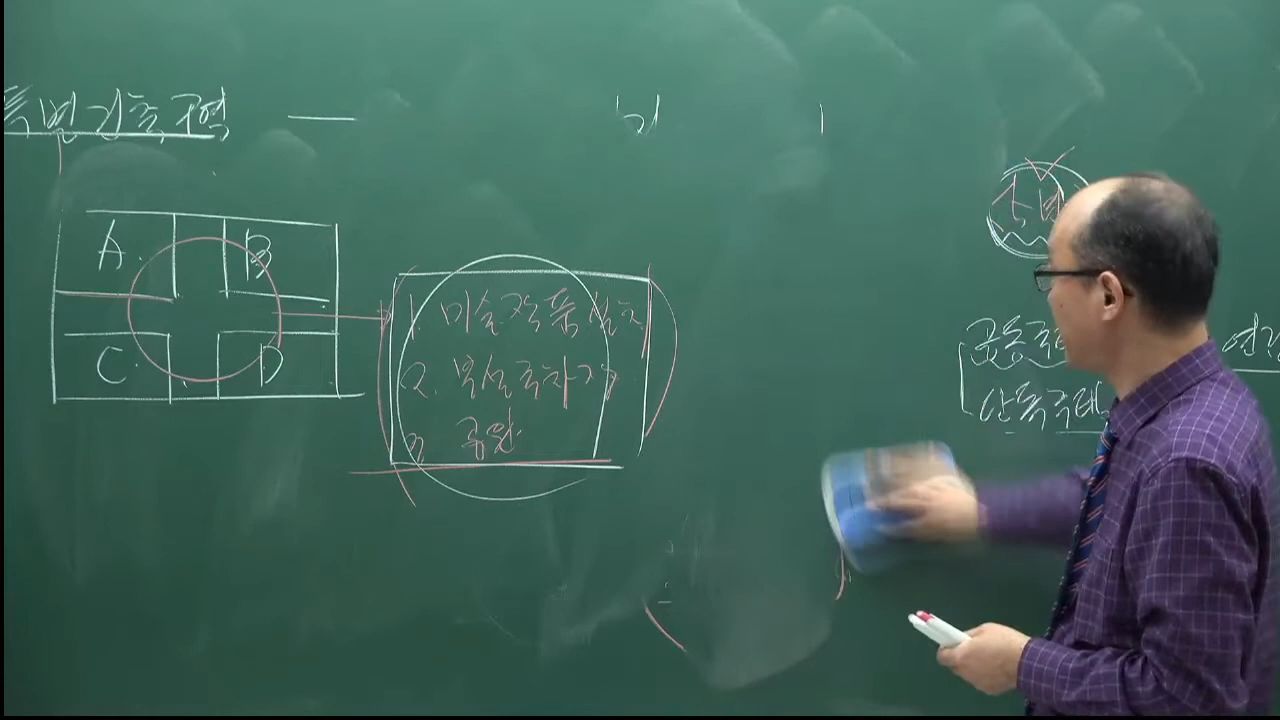 특별건축구역 —
A. B
C. D
1. 미술작품설치
2. 부설주차장
3. 공원
공동주
단독주택